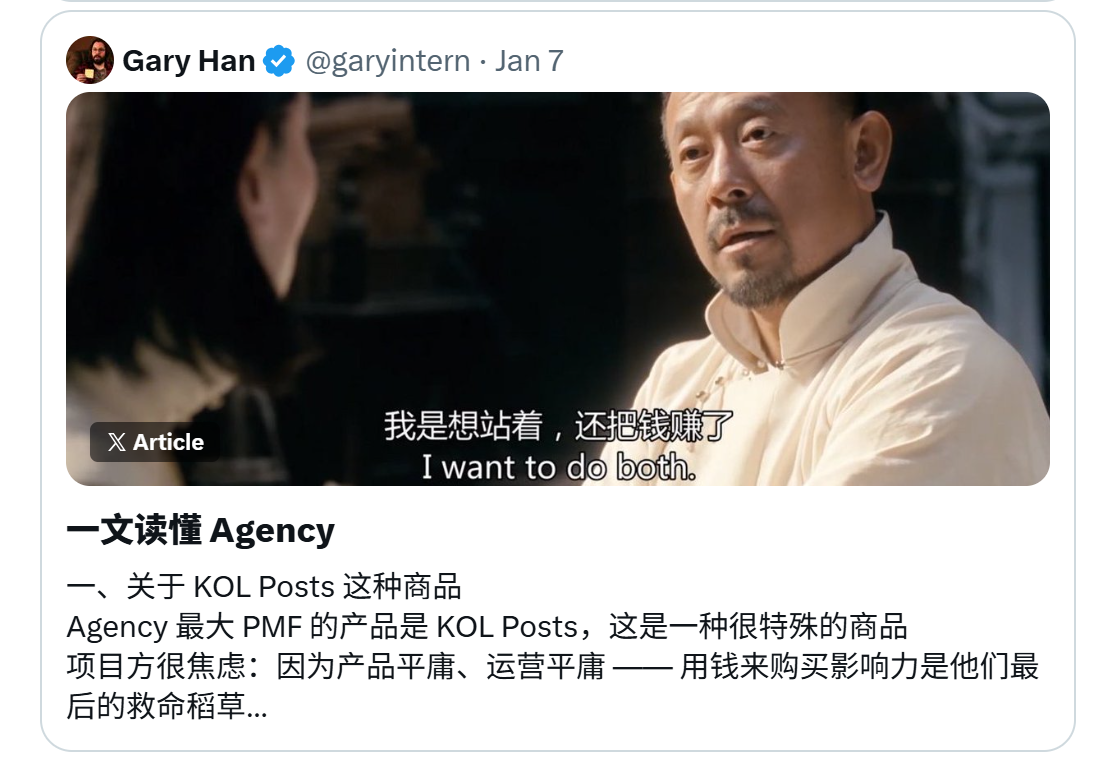 Gary Han @garyintern · Jan 7
我是想站着，还把钱赚了
I want to do both.
X Article
一文读懂 Agency
一、关于 KOL Posts 这种商品
Agency 最大 PMF 的产品是 KOL Posts，这是一种很特殊的商品
项目方很焦虑：因为产品平庸、运营平庸 —— 用钱来购买影响力是他们最
后的救命稻草...